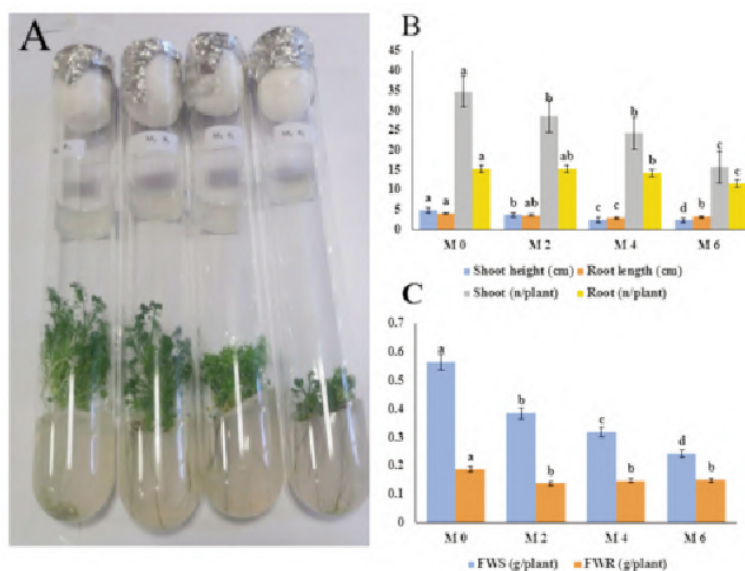 A
B
45
40
35
30
25
20
15
10
5
0
a
a
a
a
b
ab
b
ab
c
c
b
b
d
b
c
c
M 0
M 2
M 4
M 6
Shoot height (cm)
Root length (cm)
Shoot (n/plant)
Root (n/plant)
C
0.7
0.6
0.5
0.4
0.3
0.2
0.1
0
a
a
b
b
c
b
d
b
M 0
M 2
M 4
M 6
FWS (g/plant)
FWR (g/plant)